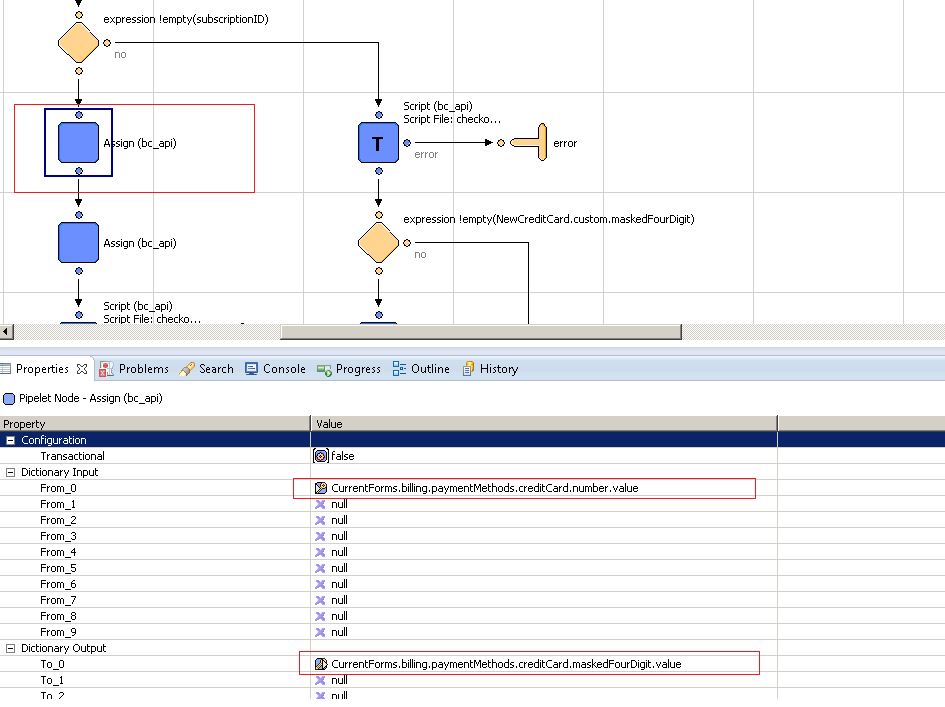 expression !empty(subscriptionID)
no
Script (bc_api)
Script File: checko...
Assign (bc_api)
T
error
error
expression !empty(NewCreditCard.custom.maskedFourDigit)
Assign (bc_api)
no
Script (bc_api)
Script File: checko...
Properties Problems Search Console Progress Outline History
Pipelet Node - Assign (bc_api)
Property Value
Configuration
Transactional false
Dictionary Input
From_0 CurrentForms.billing.paymentMethods.creditCard.number.value
From_1 null
From_2 null
From_3 null
From_4 null
From_5 null
From_6 null
From_7 null
From_8 null
From_9 null
Dictionary Output
To_0 CurrentForms.billing.paymentMethods.creditCard.maskedFourDigit.value
To_1 null
To_2 null